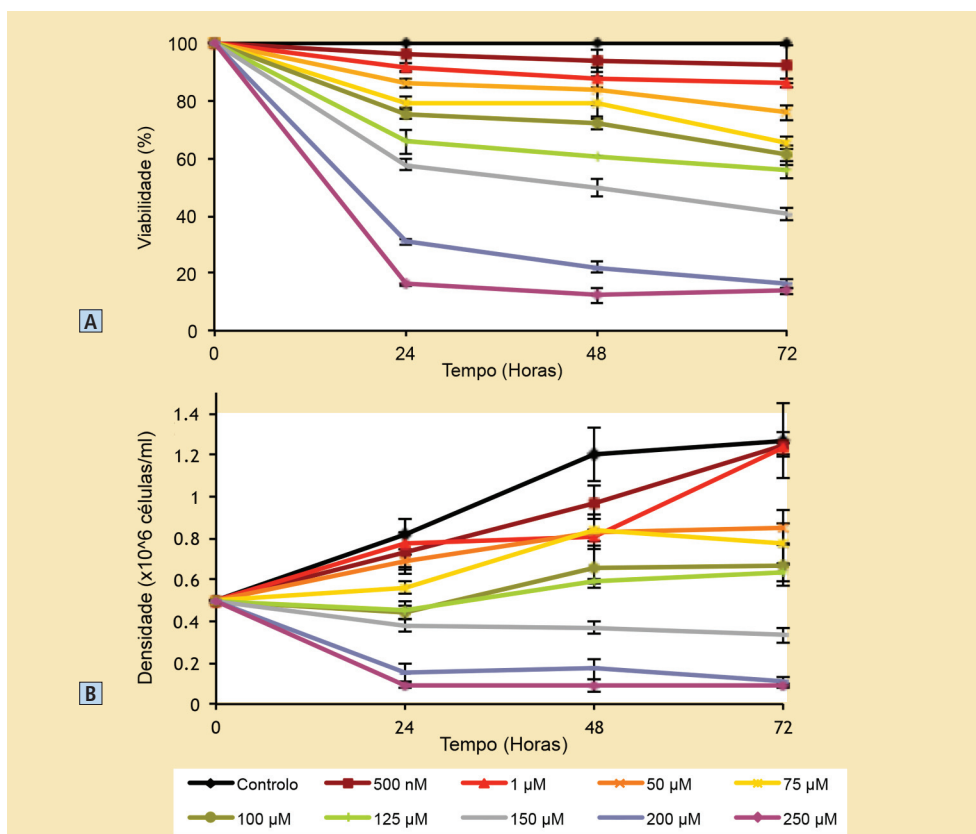 100
80
60
40
20
0
Viabilidade (%)
A
0 24 48 72
Tempo (Horas)
1.4
1.2
1
0.8
0.6
0.4
0.2
0
Densidade (x10^6 células/ml)
B
0 24 48 72
Tempo (Horas)
Controlo 500 nM 1 µM 50 µM 75 µM
100 µM 125 µM 150 µM 200 µM 250 µM